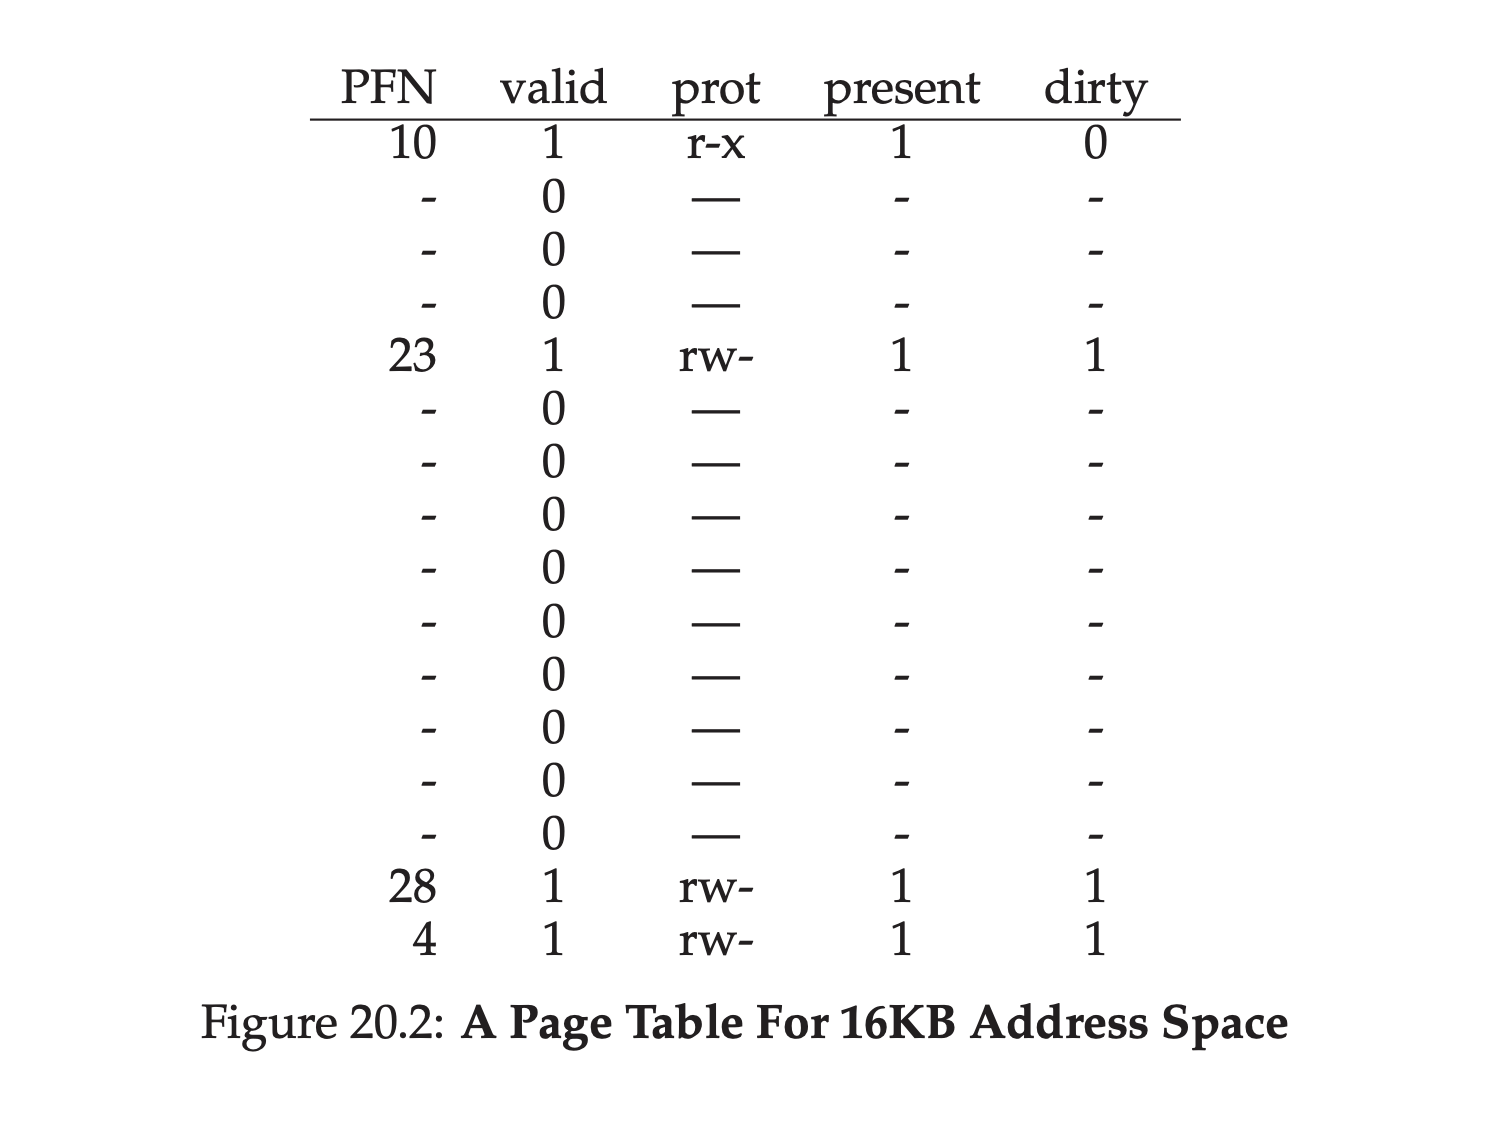 PFN valid prot present dirty
10 1 r-x 1 0
- 0 — - -
- 0 — - -
- 0 — - -
23 1 rw- 1 1
- 0 — - -
- 0 — - -
- 0 — - -
- 0 — - -
- 0 — - -
- 0 — - -
- 0 — - -
- 0 — - -
- 0 — - -
28 1 rw- 1 1
4 1 rw- 1 1
Figure 20.2: A Page Table For 16KB Address Space